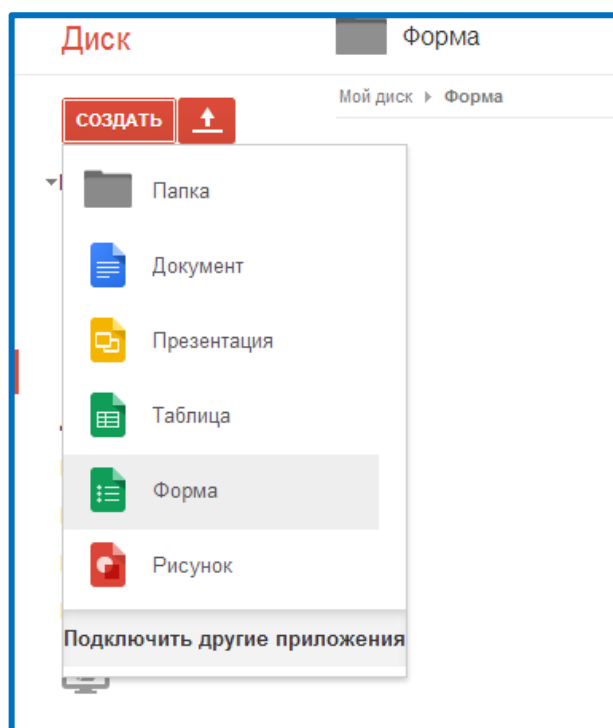 Диск
Форма
Мой диск Форма
СОЗДАТЬ
Папка
Документ
Презентация
Таблица
Форма
Рисунок
Подключить другие приложения